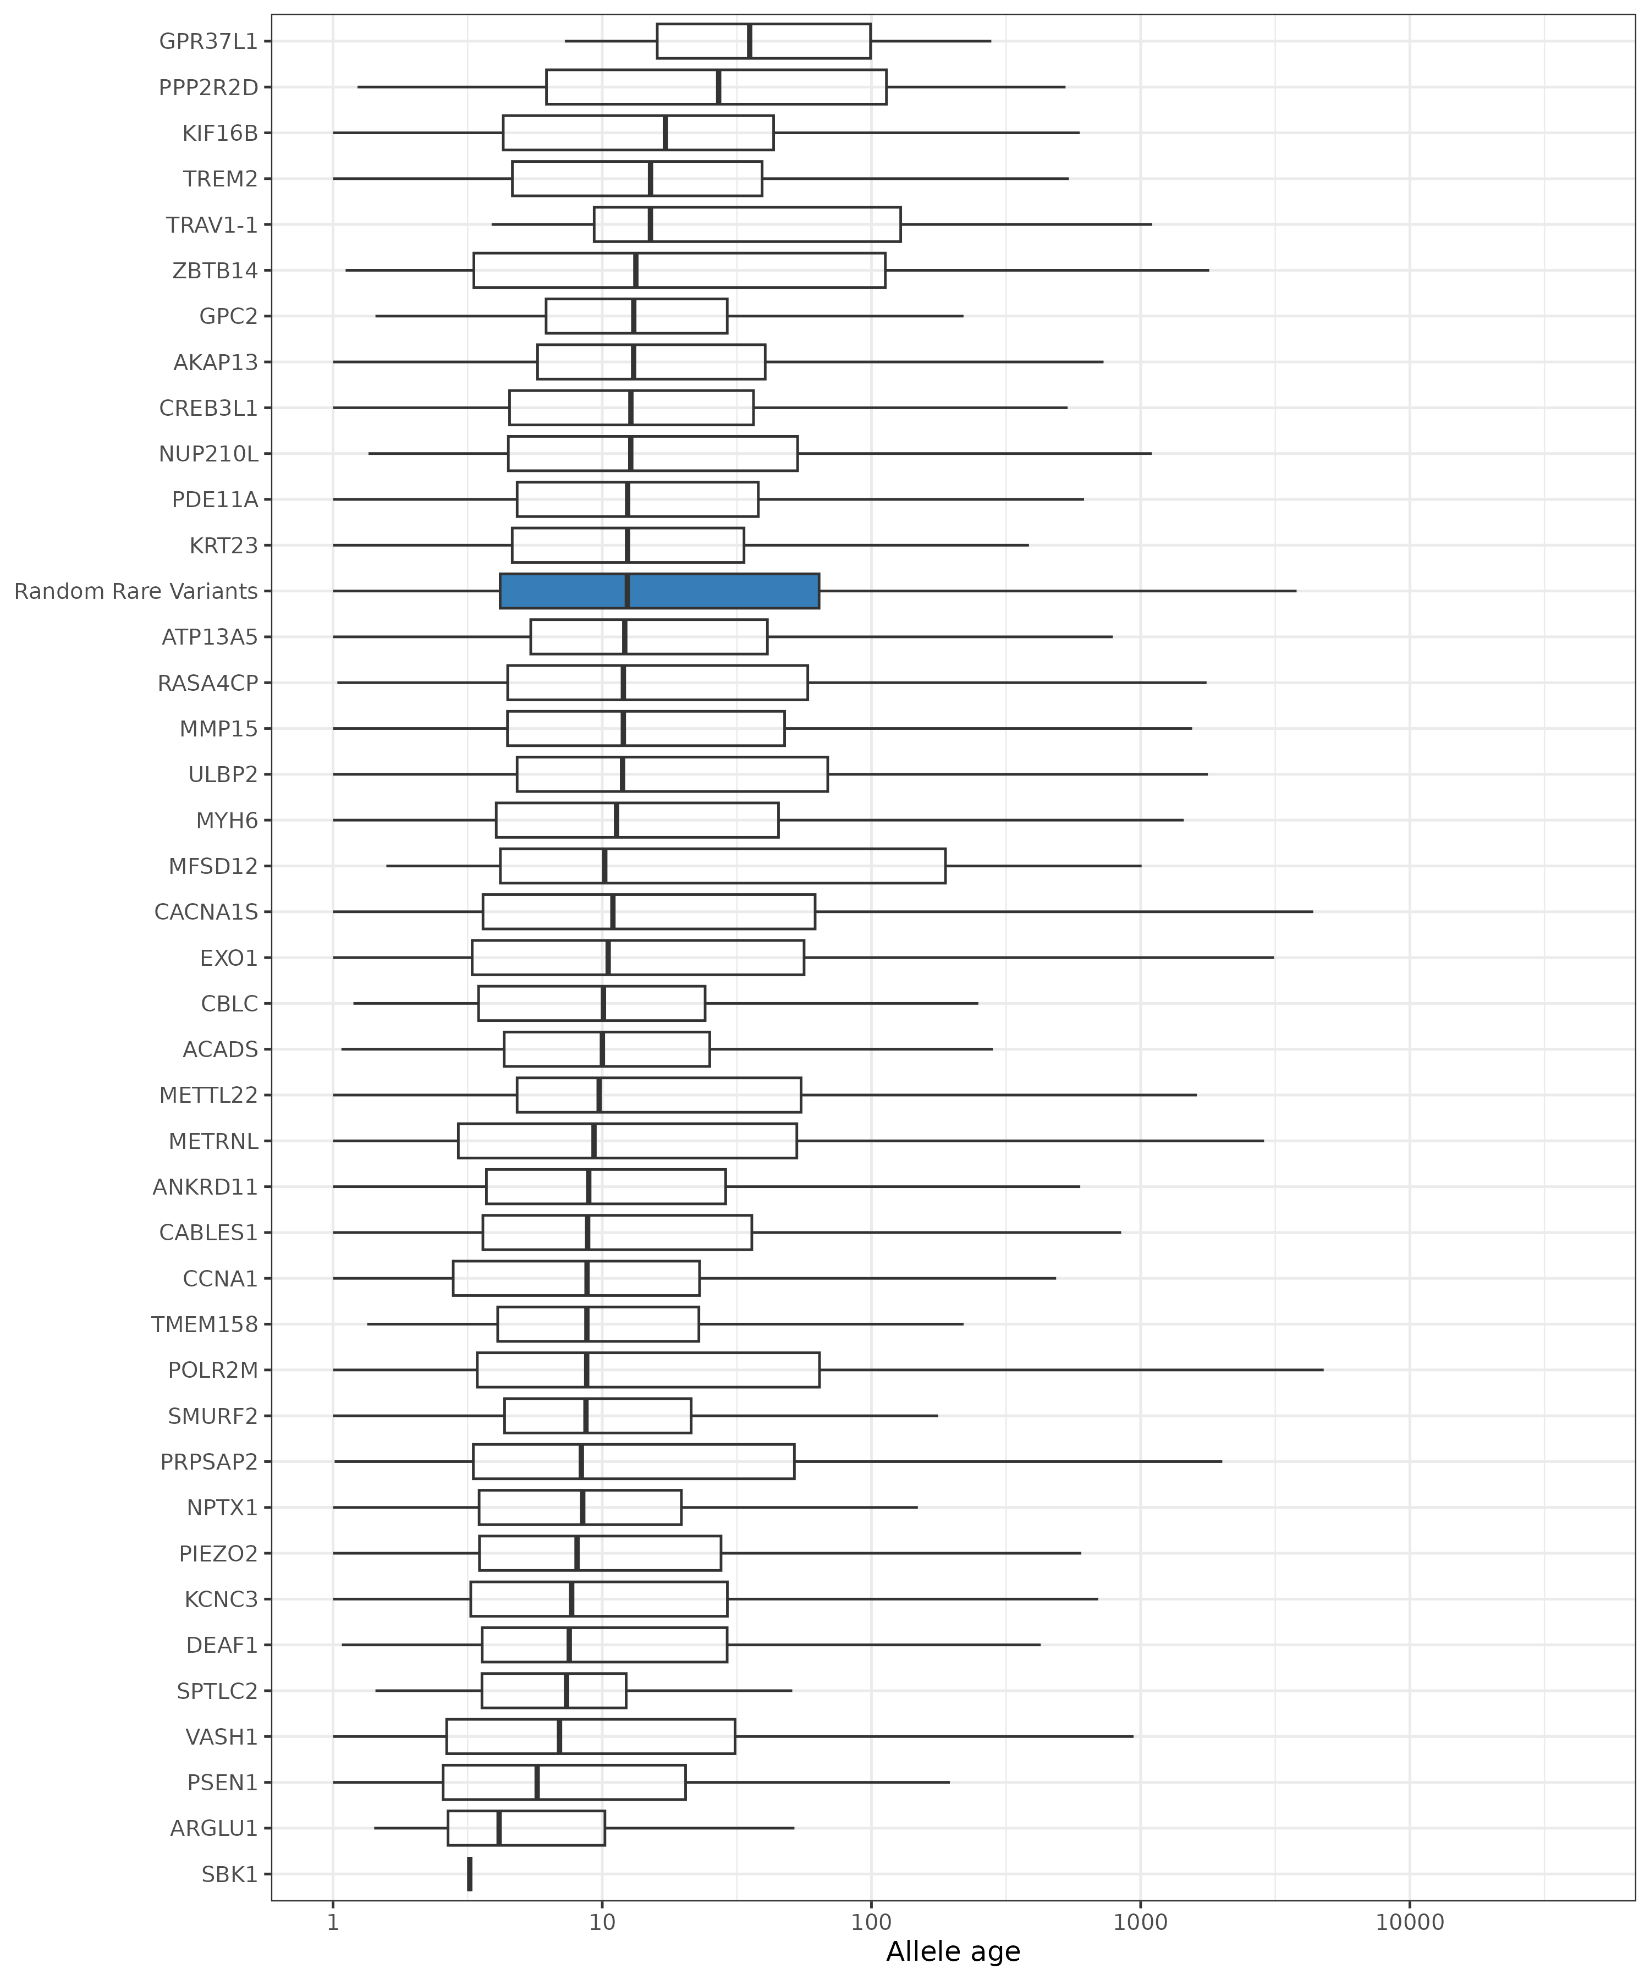 GPR37L1
PPP2R2D
KIF16B
TREM2
TRAV1-1
ZBTB14
GPC2
AKAP13
CREB3L1
NUP210L
PDE11A
KRT23
Random Rare Variants
ATP13A5
RASA4CP
MMP15
ULBP2
MYH6
MFSD12
CACNA1S
EXO1
CBLC
ACADS
METTL22
METRNL
ANKRD11
CABLES1
CCNA1
TMEM158
POLR2M
SMURF2
PRPSAP2
NPTX1
PIEZO2
KCNC3
DEAF1
SPTLC2
VASH1
PSEN1
ARGLU1
SBK1
1 10 100 1000 10000
Allele age